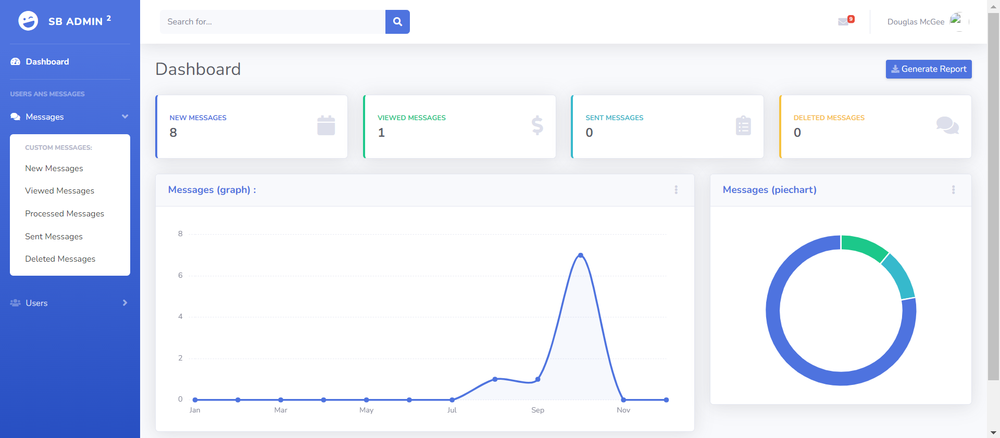 SB ADMIN 2
Search for...
9
Douglas McGee
Dashboard
USERS ANS MESSAGES
Messages
CUSTOM MESSAGES:
New Messages
Viewed Messages
Processed Messages
Sent Messages
Deleted Messages
Users
Dashboard
Generate Report
NEW MESSAGES
8
VIEWED MESSAGES
1
SENT MESSAGES
0
DELETED MESSAGES
0
Messages (graph) :
8
6
4
2
0
Jan Mar May Jul Sep Nov
Messages (piechart)